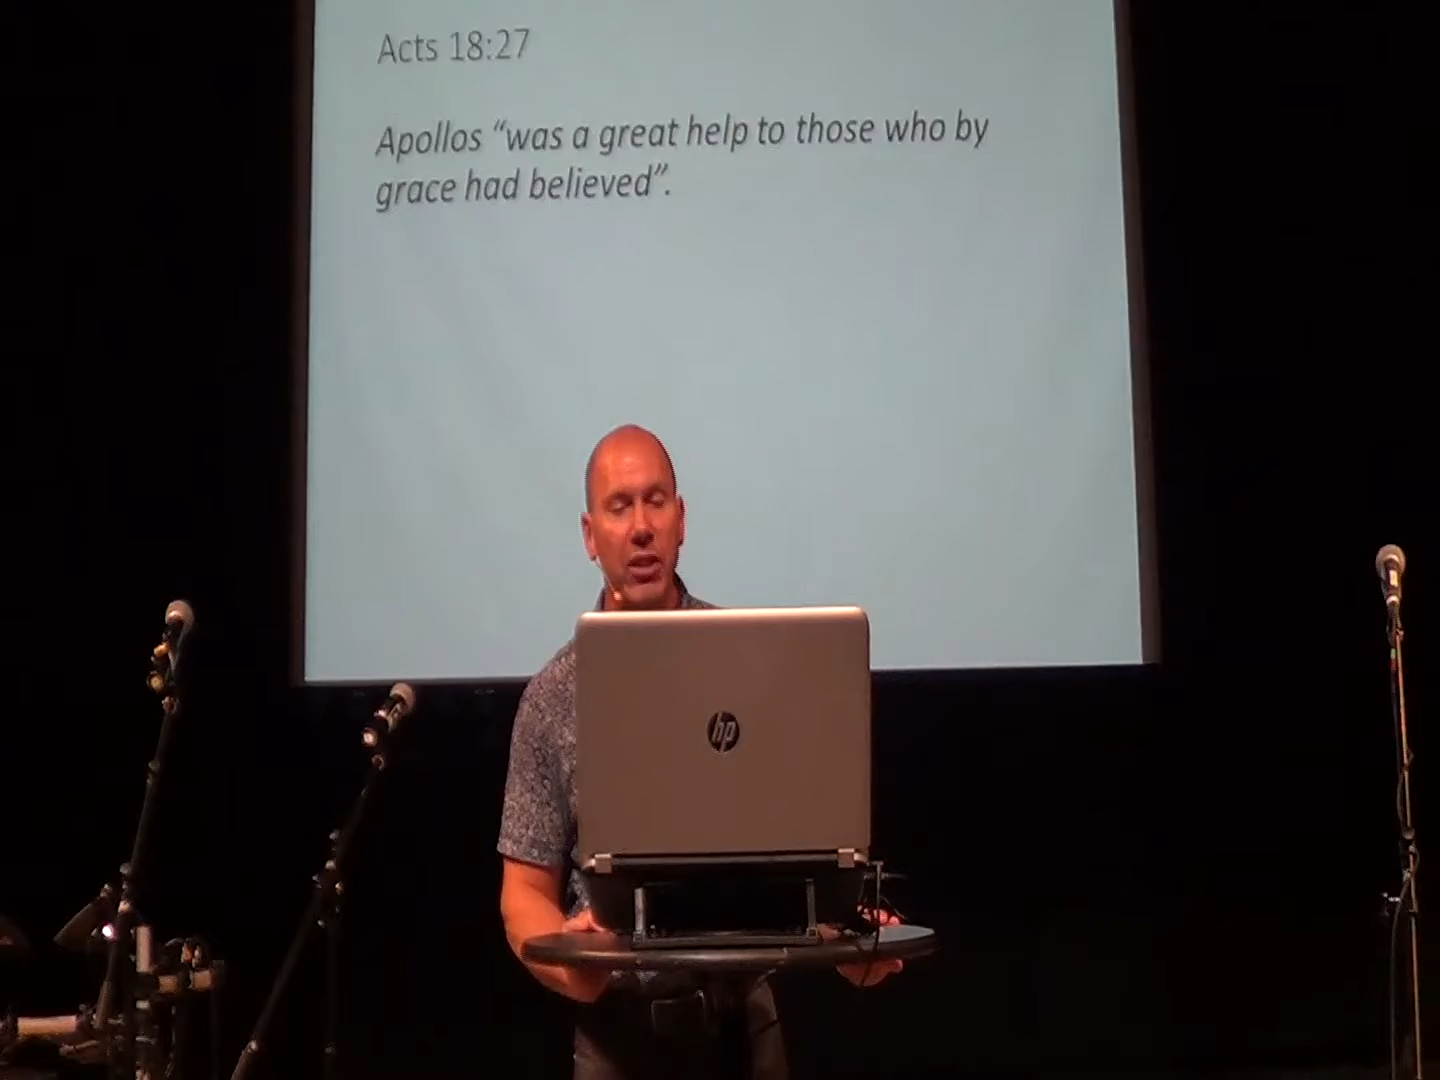 Acts 18:27
Apollos “was a great help to those who by
grace had believed”.
hp